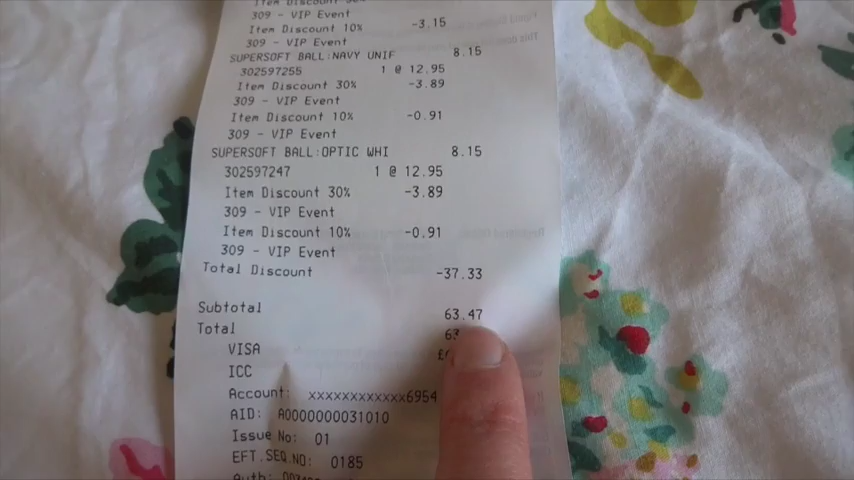 Item Discount 30%
309 - VIP Event
Item Discount 10% -3.15
309 - VIP Event
SUPERSOFT BALL:NAVY UNIF 8.15
302597255 1 @ 12.95
Item Discount 30% -3.89
309 - VIP Event
Item Discount 10% -0.91
309 - VIP Event
SUPERSOFT BALL:OPTIC WHI 8.15
302597247 1 @ 12.95
Item Discount 30% -3.89
309 - VIP Event
Item Discount 10% -0.91
309 - VIP Event
Total Discount -37.33
Subtotal 63.47
Total
VISA
ICC
Account: xxxxxxxxxxxx6954
AID: A0000000031010
Issue No: 01
EFT.SEQ.NO: 0185
Auth: